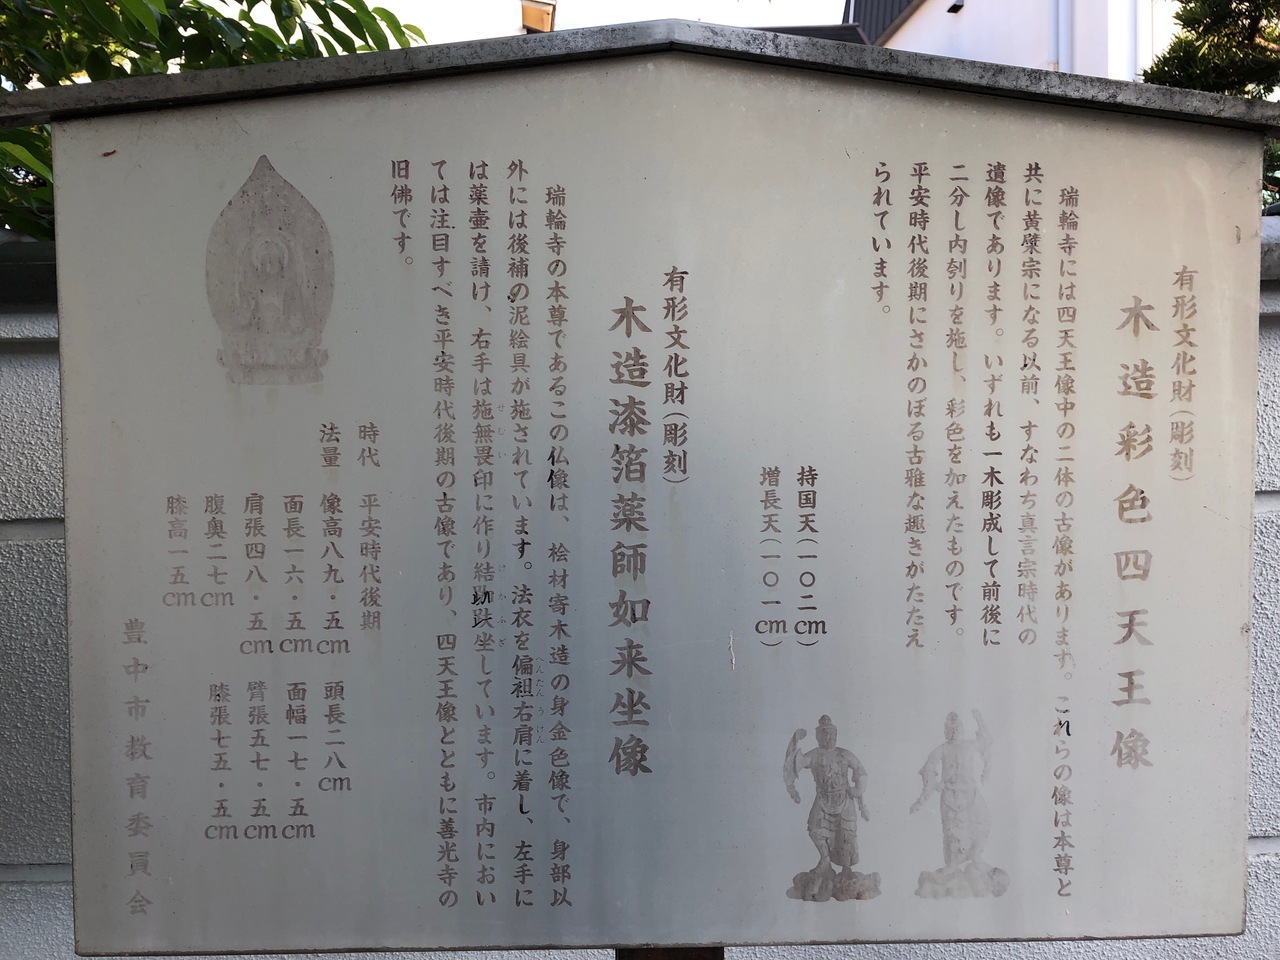 有形文化財（彫刻）
木造彩色四天王像
瑞輪寺には四天王像中の二体の古像があります。これらの像は本尊と
共に黄檗宗になる以前、すなわち真言宗時代の
遺像であります。いずれも一木彫成して前後に
二分し内刳りを施し、彩色を加えたものです。
平安時代後期にさかのぼる古雅な趣きがたたえ
られています。
持国天（一〇二cm）
増長天（一〇一cm）
有形文化財（彫刻）
木造漆箔薬師如来坐像
瑞輪寺の本尊であるこの仏像は、桧材寄木造の身金色像で、身部以
外には後補の泥絵具が施されています。法衣を偏袒右肩に着し、左手に
へんたんうけん
は薬壷を請け、右手は施無畏印に作り結跏趺坐しています。市内におい
せむい
けかふざ
ては注目すべき平安時代後期の古像であり、四天王像とともに善光寺の
旧佛です。
時代 平安時代後期
法量 像高八九・五cm 頭長二八cm
面長一六・五cm 面幅一七・五cm
肩張四八・五cm 臂張五七・五cm
腹奥二七cm 膝張七五・五cm
膝高一五cm
豊中市教育委員会